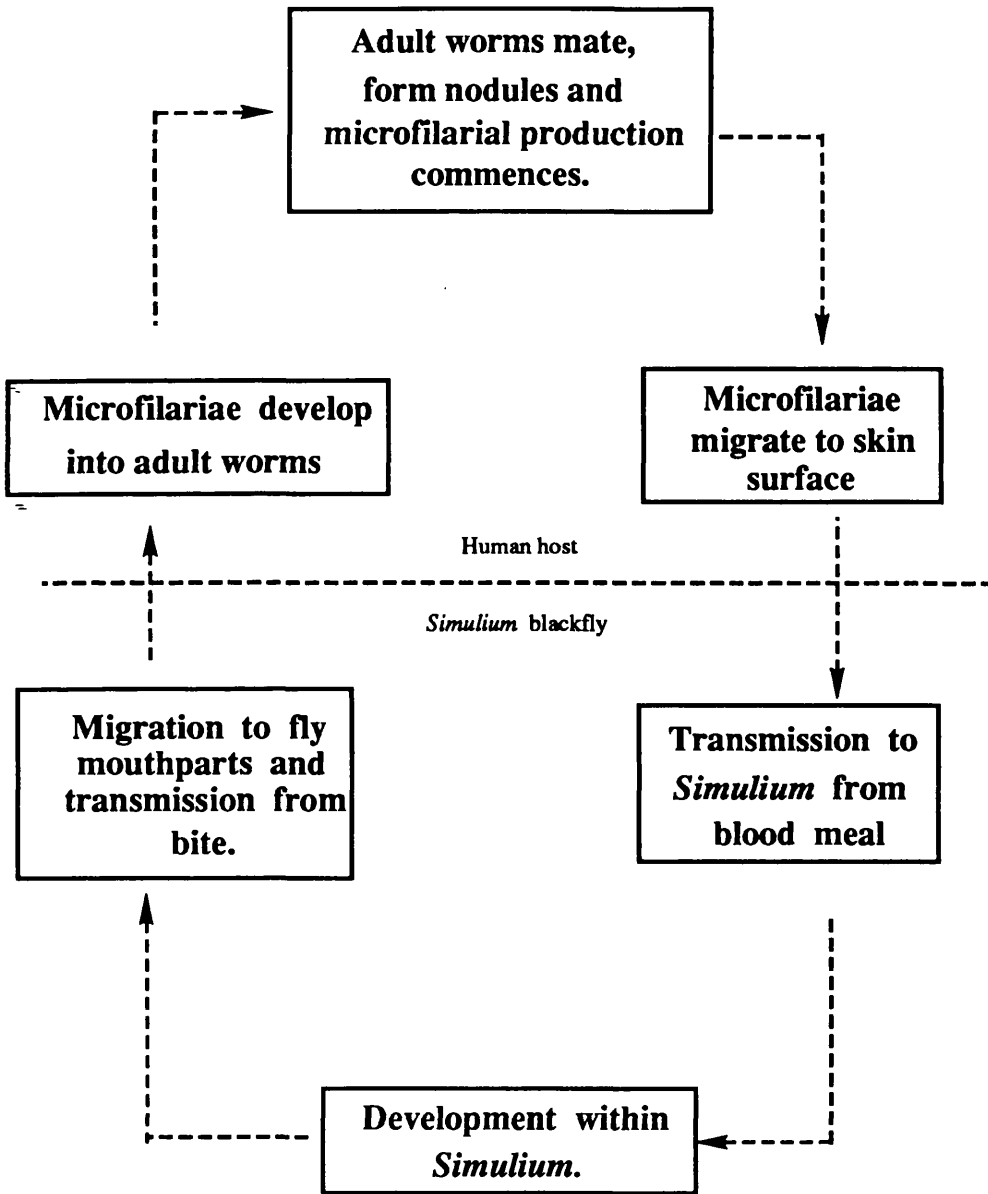 Adult worms mate,
form nodules and
microfilarial production
commences.
Microfilariae develop
into adult worms
Microfilariae
migrate to skin
surface
Human host
Simulium blackfly
Migration to fly
mouthparts and
transmission from
bite.
Transmission to
Simulium from
blood meal
Development within
Simulium.